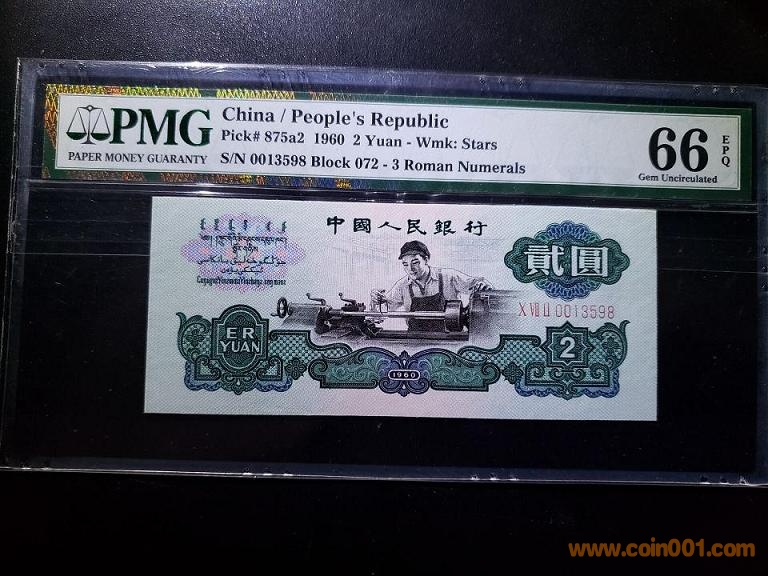 PMG
PAPER MONEY GUARANTY
China / People's Republic
Pick# 875a2 1960 2 Yuan - Wmk: Stars
S/N 0013598 Block 072 - 3 Roman Numerals
66
EPQ
Gem Uncirculated
中國人民銀行
貳圓
X VIII II 0013598
ER
YUAN
2
1960
www.coin001.com